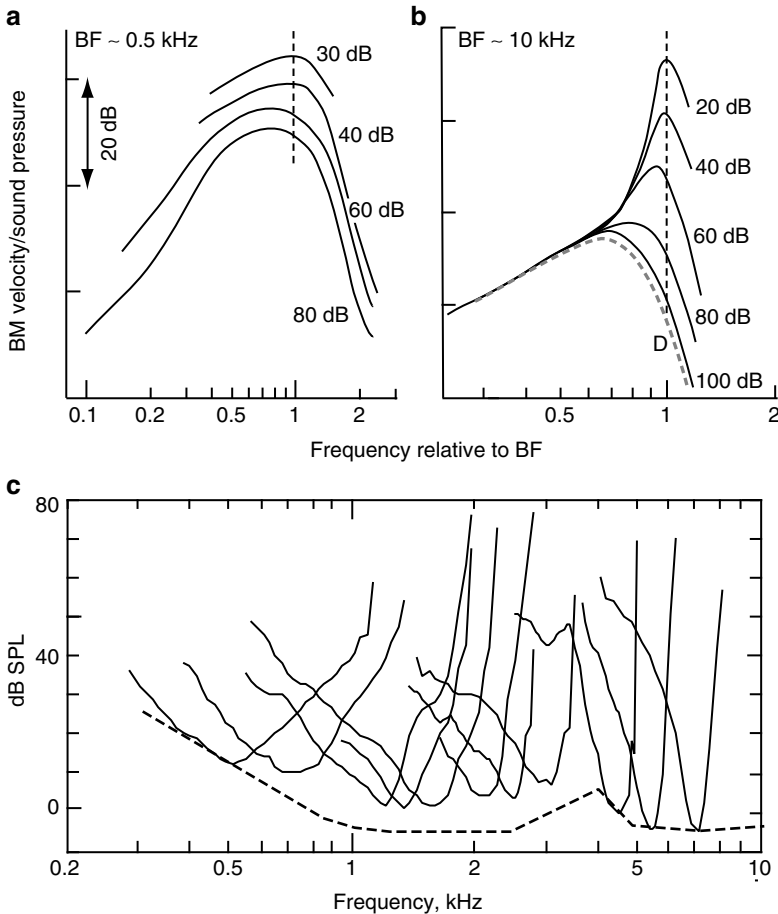 a
BF ~ 0.5 kHz
30 dB
40 dB
60 dB
80 dB
20 dB
BM velocity/sound pressure
0.1 0.2 0.5 1 2
b
BF ~ 10 kHz
20 dB
40 dB
60 dB
80 dB
D
100 dB
0.5 1 2
Frequency relative to BF
c
80
40
0
dB SPL
0.2 0.5 1 2 5 10
Frequency, kHz